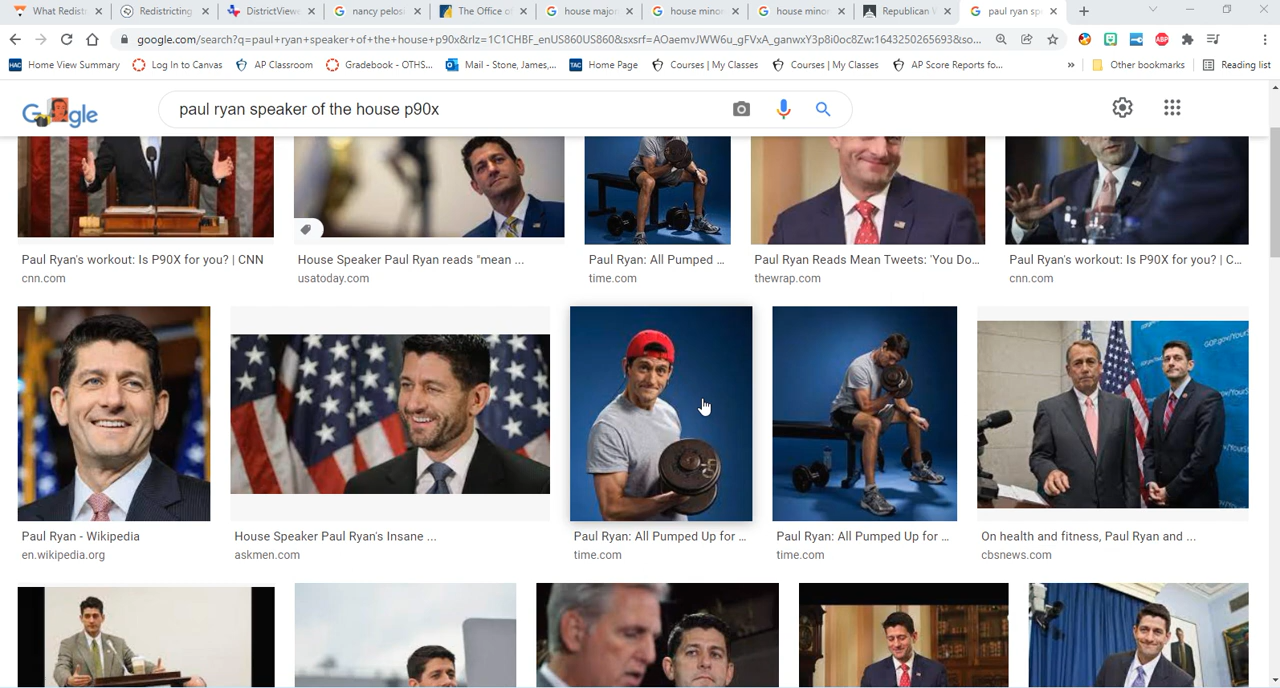 What Redist
Redistricting
DistrictView
nancy pelos
The Office o
house major
house minor
house minor
Republican W
paul ryan sp
google.com/search?q=paul+ryan+speaker+of+the+house+p90x&rlz=1C1CHBF_enUS860US860&sxsrf=AOaemvJWW6u_gFVxA_ganwxY3p8i0oc8Zw:1643250265693&so...
Home View Summary
Log In to Canvas
AP Classroom
Gradebook - OTHS...
Mail - Stone, James,...
Home Page
Courses | My Classes
Courses | My Classes
AP Score Reports fo...
»
Other bookmarks
Reading list
Google
paul ryan speaker of the house p90x
Paul Ryan's workout: Is P90X for you? | CNN
cnn.com
House Speaker Paul Ryan reads "mean ...
usatoday.com
Paul Ryan: All Pumped ...
time.com
Paul Ryan Reads Mean Tweets: 'You Do...
thewrap.com
Paul Ryan's workout: Is P90X for you? | C...
cnn.com
Paul Ryan - Wikipedia
en.wikipedia.org
House Speaker Paul Ryan's Insane ...
askmen.com
Paul Ryan: All Pumped Up for ...
time.com
Paul Ryan: All Pumped Up for ...
time.com
On health and fitness, Paul Ryan and ...
cbsnews.com